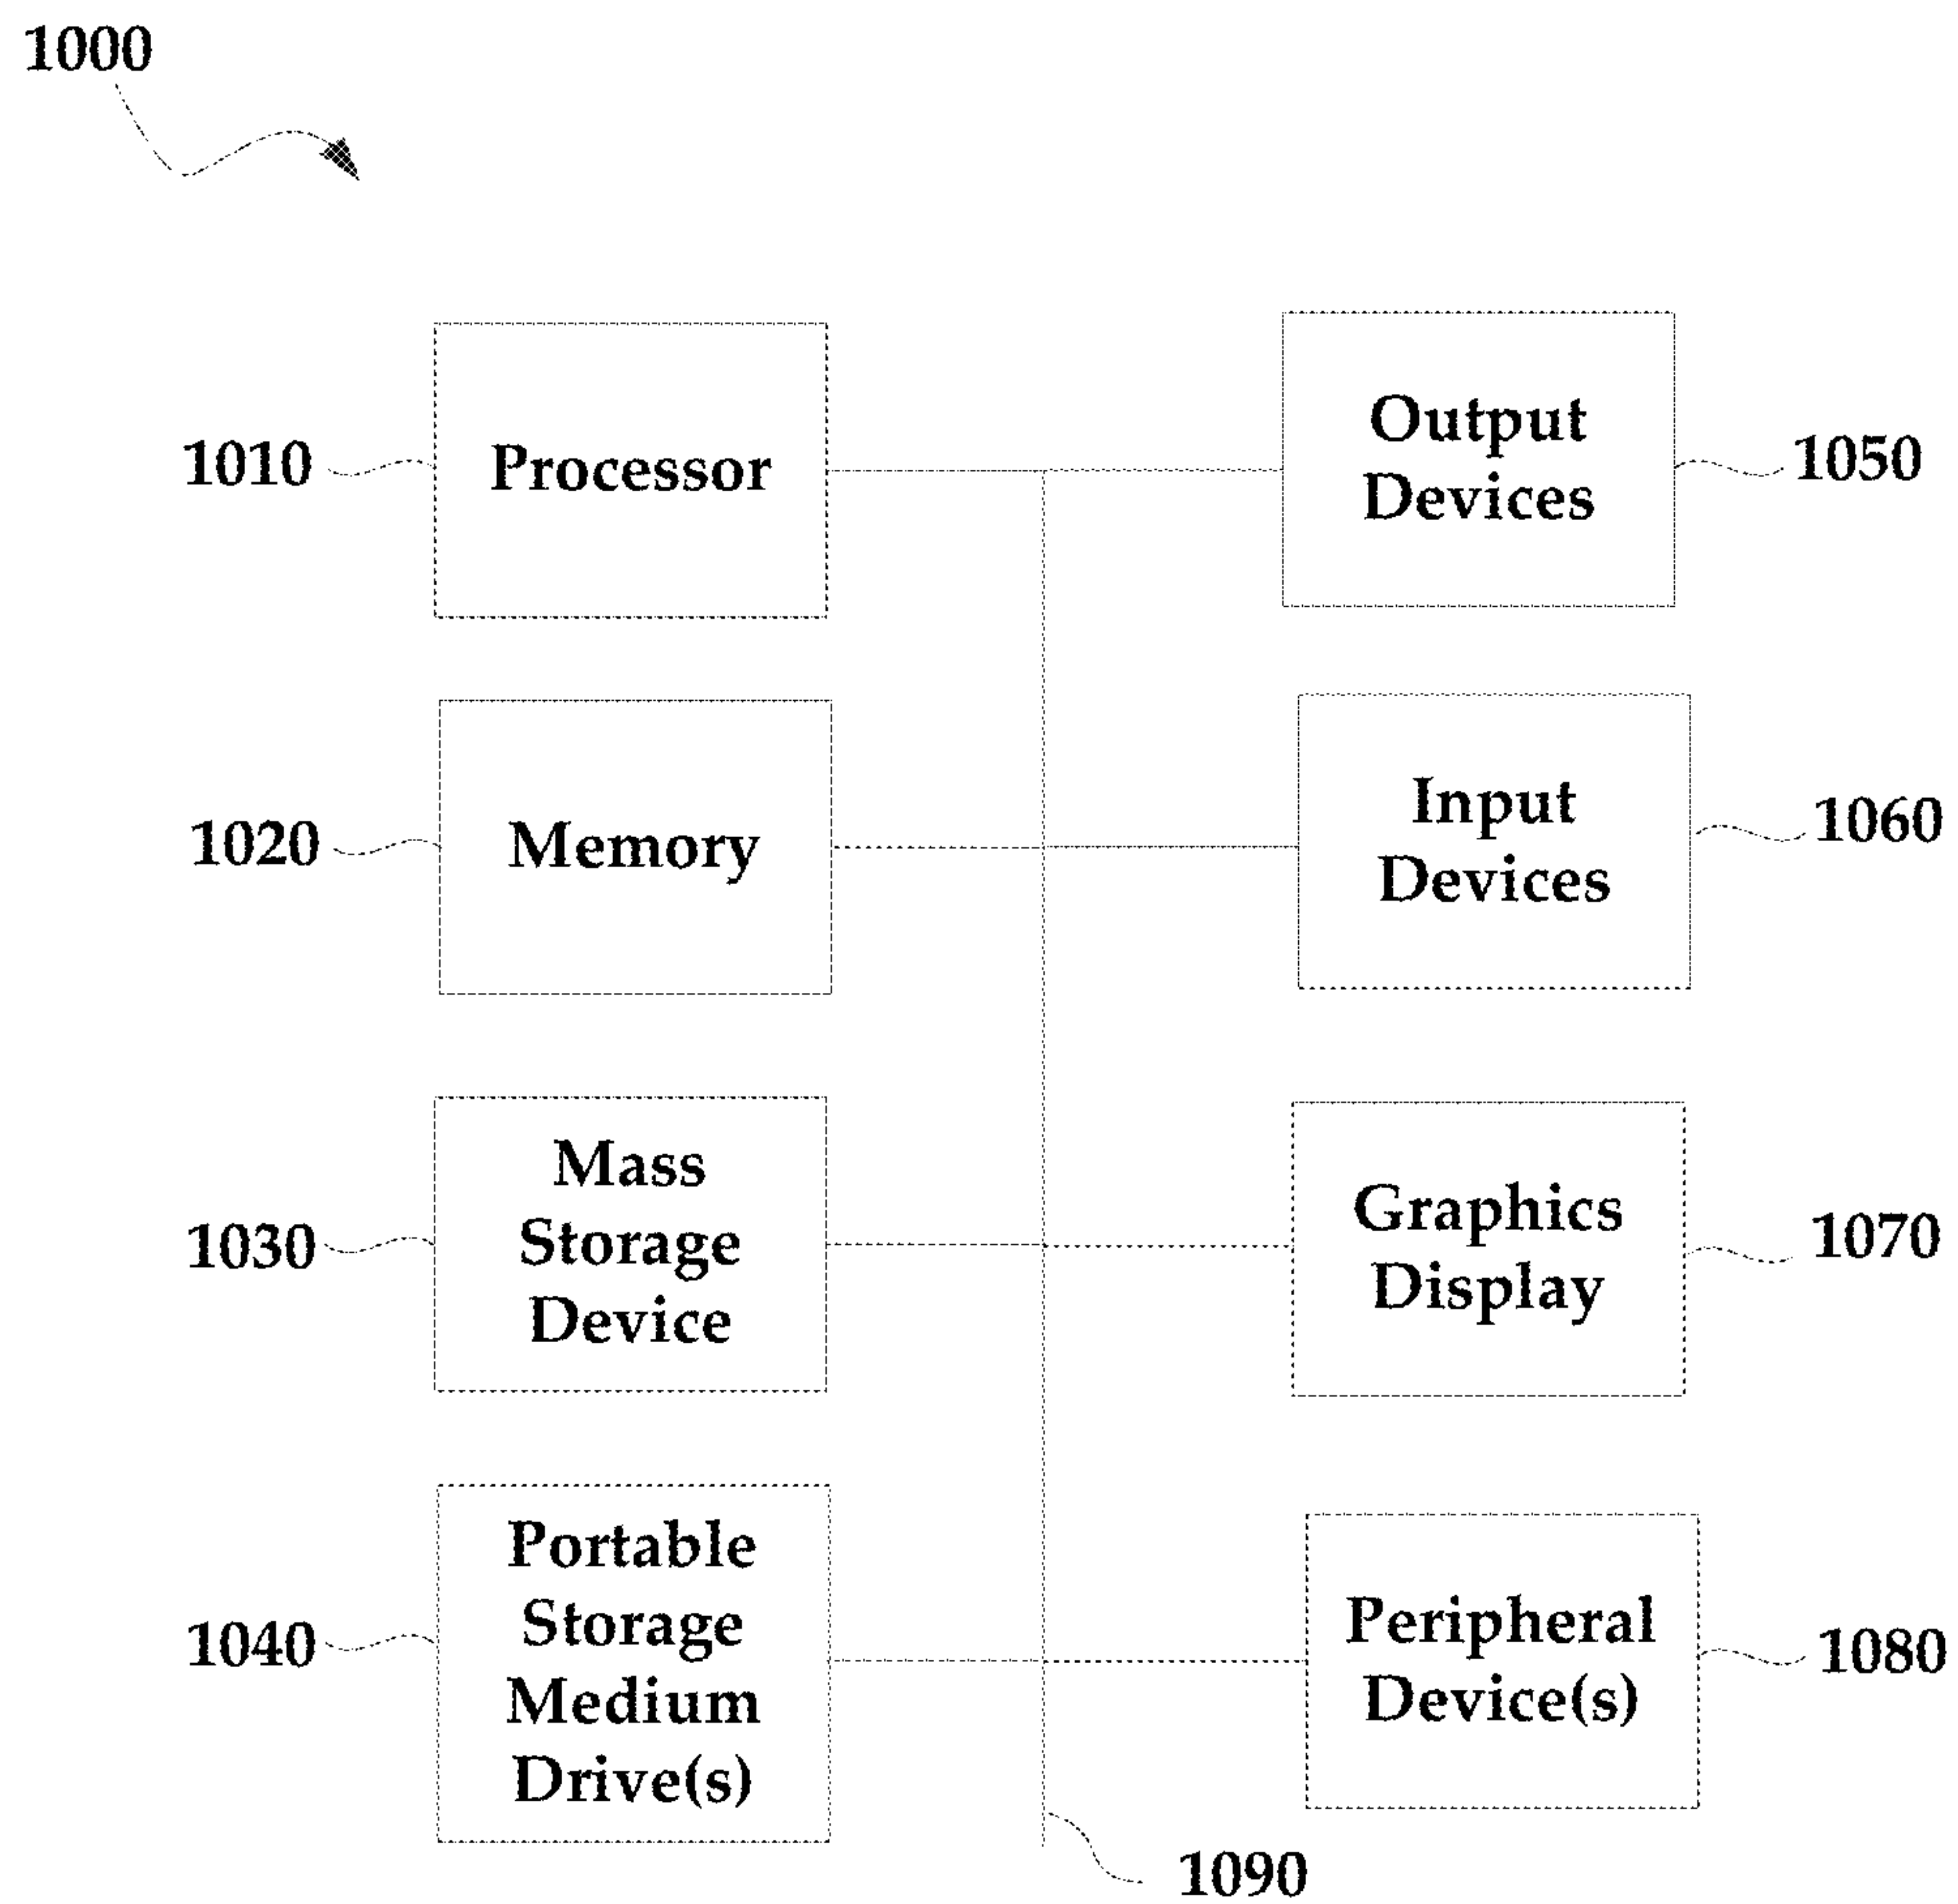 1000
1010
Processor
Output
Devices
1050
1020
Memory
Input
Devices
1060
1030
Mass
Storage
Device
Graphics
Display
1070
1040
Portable
Storage
Medium
Drive(s)
Peripheral
Device(s)
1080
1090